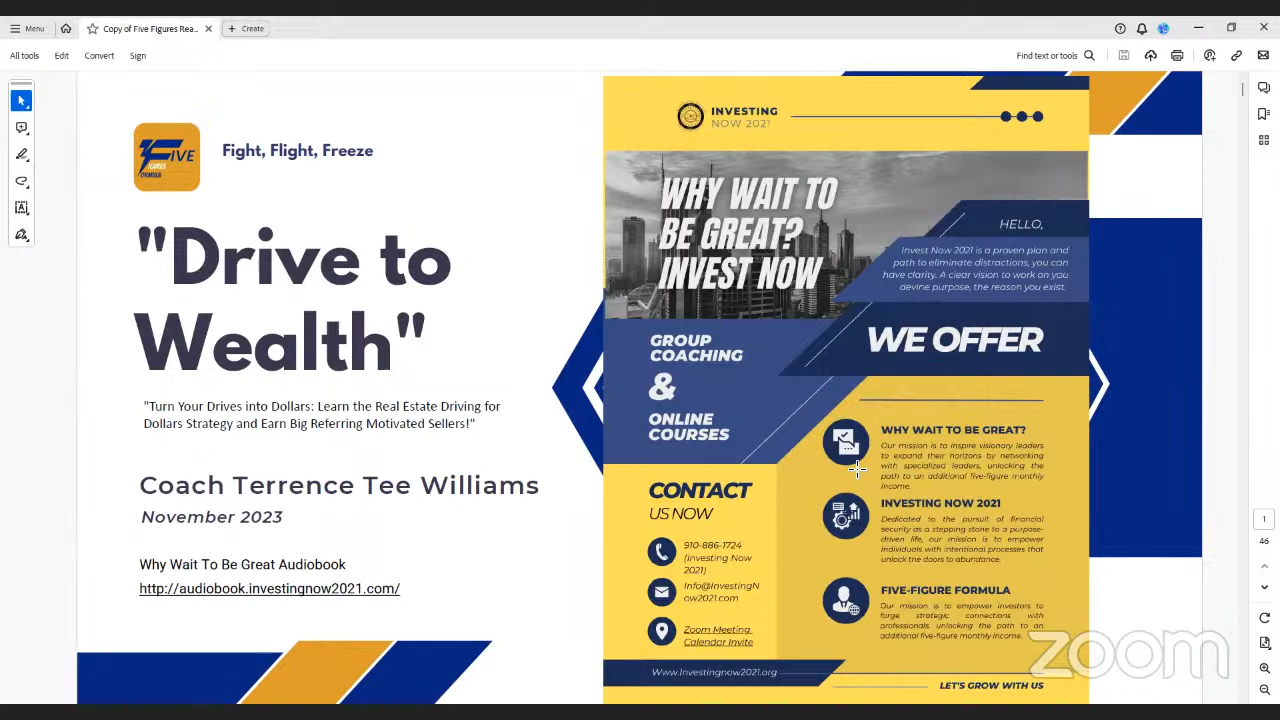 Menu
Copy of Five Figures Rea...
Create
All tools
Edit
Convert
Sign
Find text or tools
FIVE
FIGURES
FORMULA
Fight, Flight, Freeze
"Drive to
Wealth"
"Turn Your Drives into Dollars: Learn the Real Estate Driving for
Dollars Strategy and Earn Big Referring Motivated Sellers!"
Coach Terrence Tee Williams
November 2023
Why Wait To Be Great Audiobook
http://audiobook.investingnow2021.com/
INVESTING
NOW 2021
WHY WAIT TO
BE GREAT?
INVEST NOW
HELLO,
Invest Now 2021 is a proven plan and
path to eliminate distractions, you can
have clarity. A clear vision to work on you
devine purpose, the reason you exist.
WE OFFER
GROUP
COACHING
&
ONLINE
COURSES
WHY WAIT TO BE GREAT?
Our mission is to inspire visionary leaders
to expand their horizons by networking
with specialized leaders, unlocking the
path to an additional five-figure monthly
income.
INVESTING NOW 2021
Dedicated to the pursuit of financial
security as a stepping stone to a purpose-
driven life, our mission is to empower
individuals with intentional processes that
unlock the doors to abundance.
FIVE-FIGURE FORMULA
Our mission is to empower investors to
forge strategic connections with
professionals, unlocking the path to an
additional five-figure monthly income.
CONTACT
US NOW
910-886-1724
(Investing Now
2021)
Info@InvestingN
ow2021.com
Zoom Meeting
Calendar Invite
Www.Investingnow2021.org
LET'S GROW WITH US
zoom
1
46